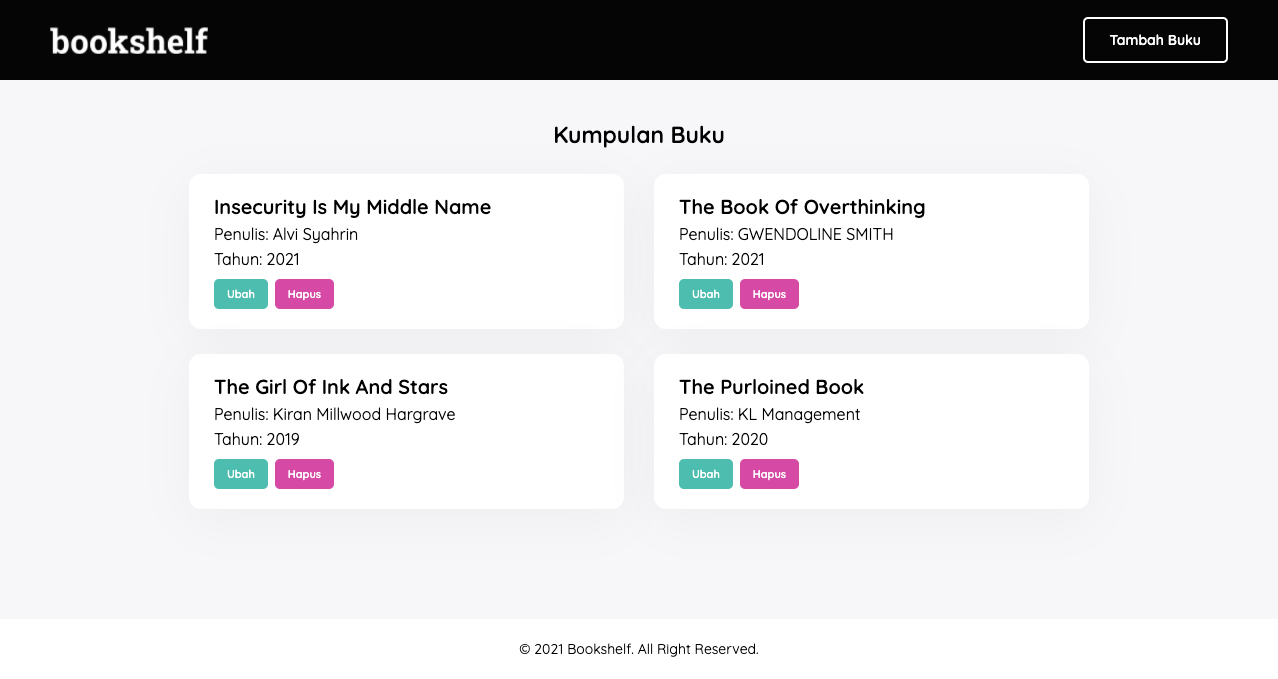 bookshelf
Tambah Buku
Kumpulan Buku
Insecurity Is My Middle Name
Penulis: Alvi Syahrin
Tahun: 2021
Ubah Hapus
The Book Of Overthinking
Penulis: GWENDOLINE SMITH
Tahun: 2021
Ubah Hapus
The Girl Of Ink And Stars
Penulis: Kiran Millwood Hargrave
Tahun: 2019
Ubah Hapus
The Purloined Book
Penulis: KL Management
Tahun: 2020
Ubah Hapus
© 2021 Bookshelf. All Right Reserved.